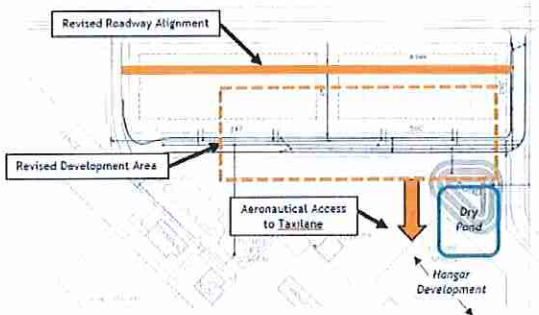 Revised Roadway Alignment
Revised Development Area
Aeronautical Access
to Taxilane
Dry
Pond
Hangar
Development